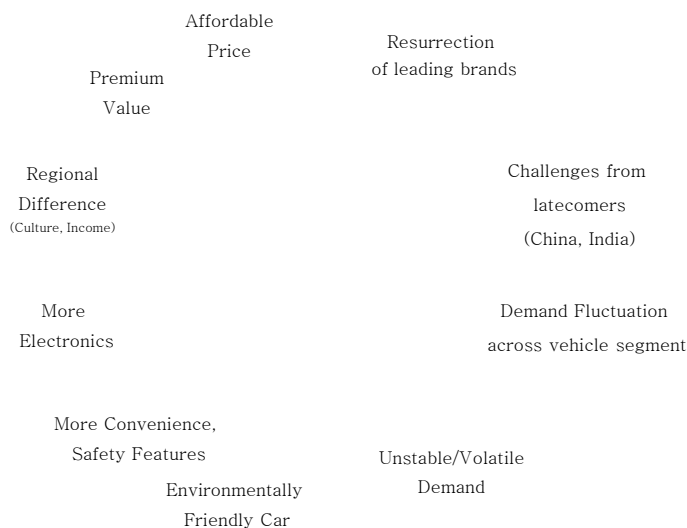 Affordable
Price
Resurrection
of leading brands
Premium
Value
Regional
Difference
(Culture, Income)
Challenges from
latecomers
(China, India)
More
Electronics
Demand Fluctuation
across vehicle segment
More Convenience,
Safety Features
Unstable/Volatile
Demand
Environmentally
Friendly Car